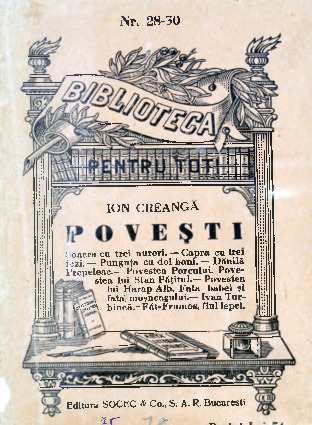 Nr. 28-30
BIBLIOTECA
PENTRU TOȚI
ION CREANGĂ
POVEȘTI
Soacra cu trei nurori. — Capra cu trei
iezi. — Punguța cu doi bani. — Dănilă
Prepeleac. — Povestea Porcului. Pove-
stea lui Stan Pățitul. — Povestea
lui Harap Alb. Fata babei și
fata moșneagului. — Ivan Tur-
bincă. — Făt-Frumos, fiul iepei.
Editura SOCEC & Co., S. A. R. Bucuresti